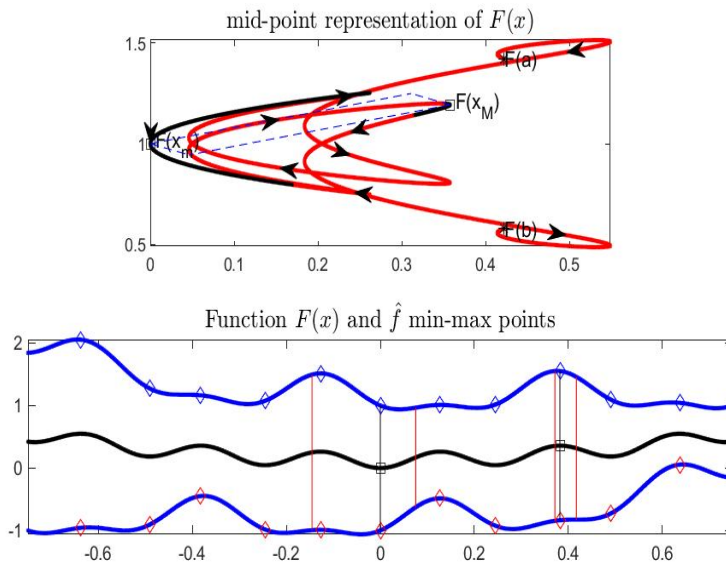 mid-point representation of F(x)
1.5
F(a)
F(x_M)
1
F(x_m)
F(b)
0.5
0 0.1 0.2 0.3 0.4 0.5
Function F(x) and f̂ min-max points
2
1
0
-1
-0.6 -0.4 -0.2 0 0.2 0.4 0.6